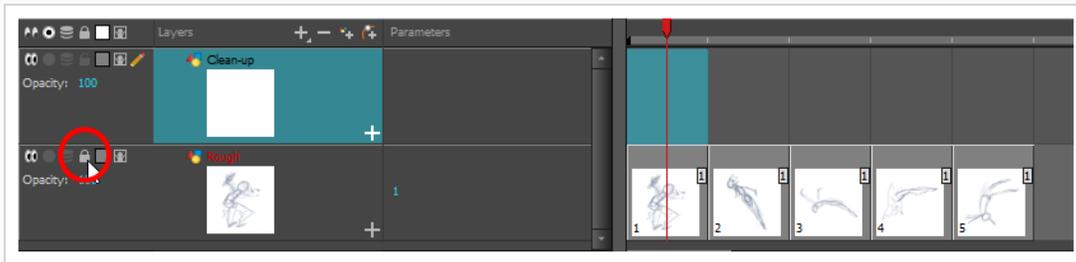 Layers
Parameters
Clean-up
Opacity: 100
Rough
Opacity:
1
1 1 1 1 1
1 2 3 4 5